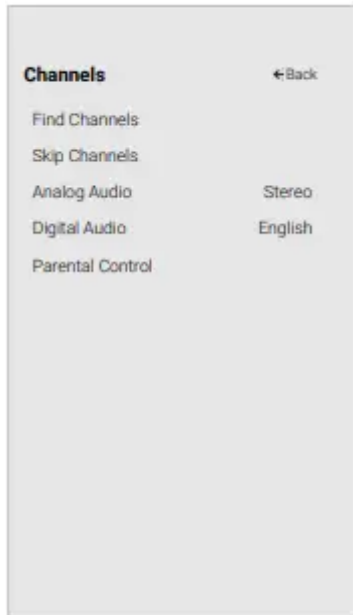 Channels ←Back
Find Channels
Skip Channels
Analog Audio Stereo
Digital Audio English
Parental Control